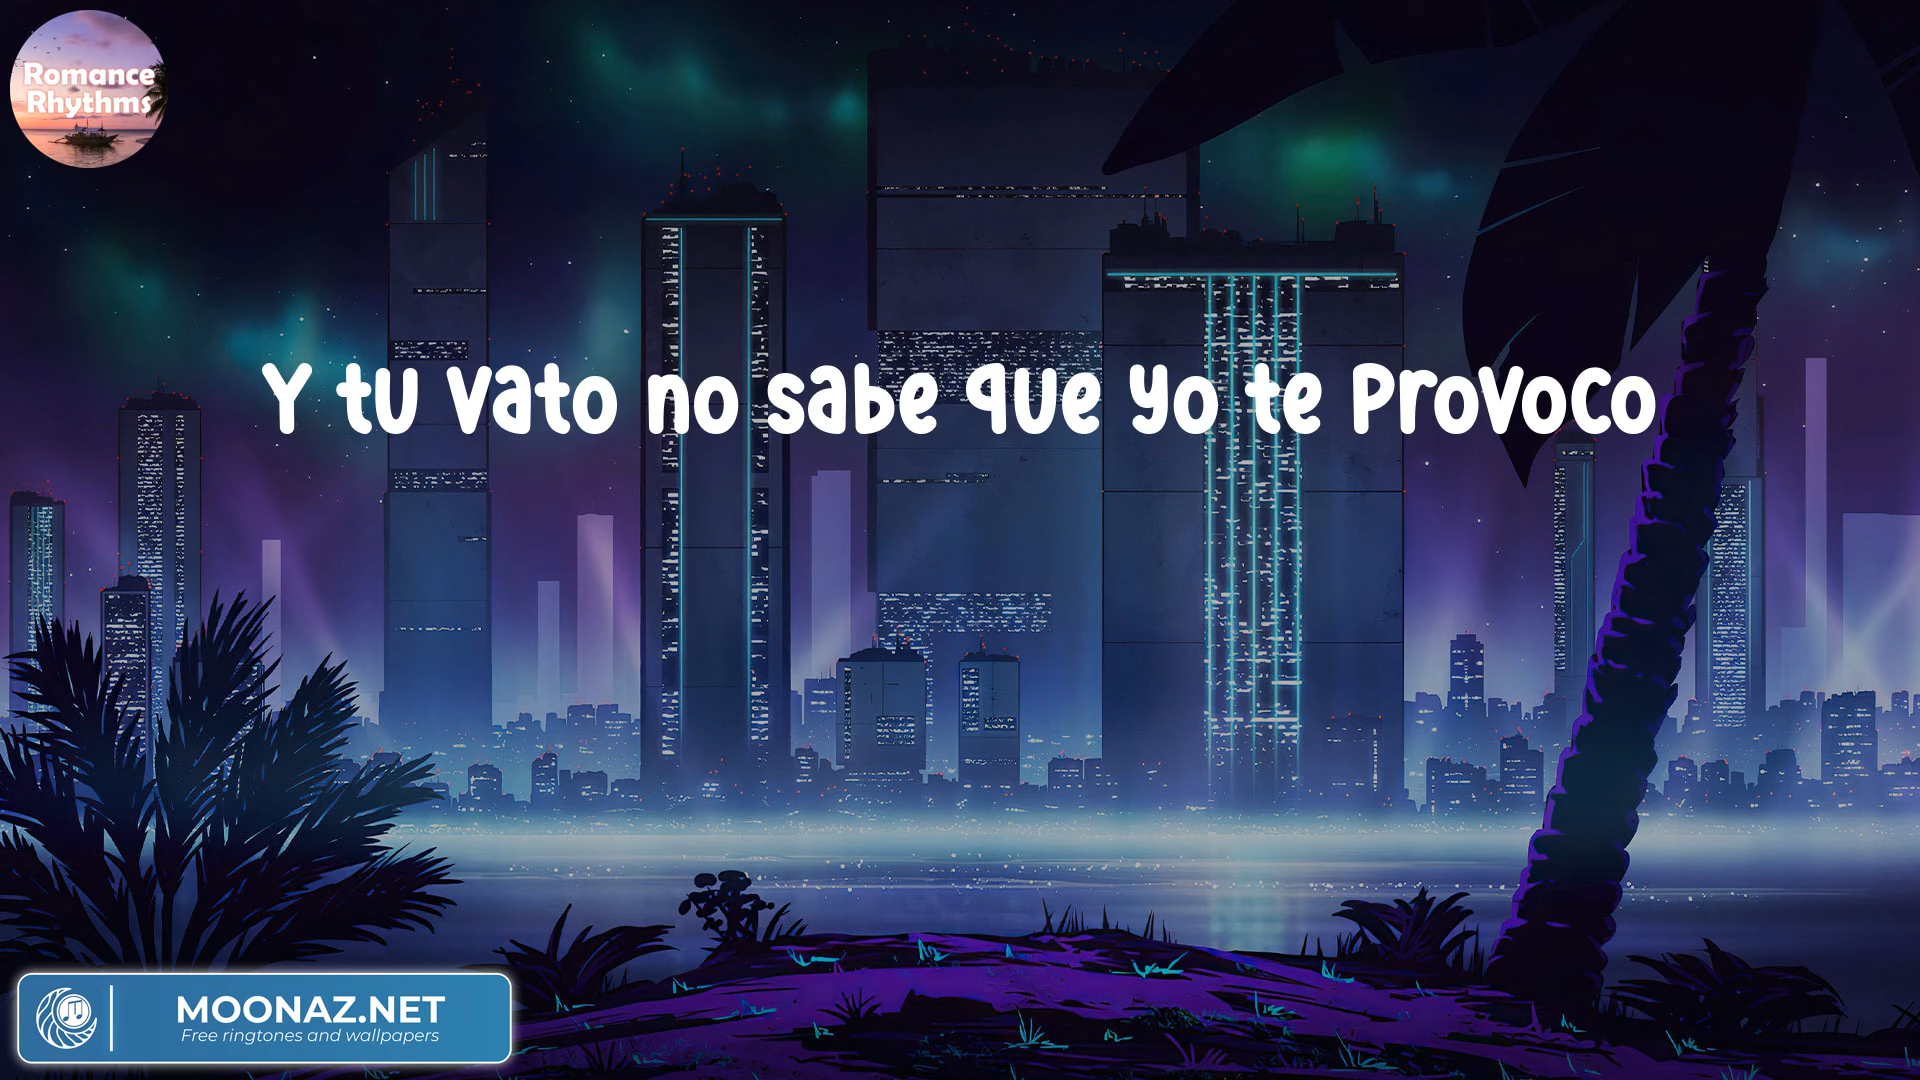 Romance
Rhythms
Y tu vato no sabe que yo te provoco
MOONAZ.NET
Free ringtones and wallpapers